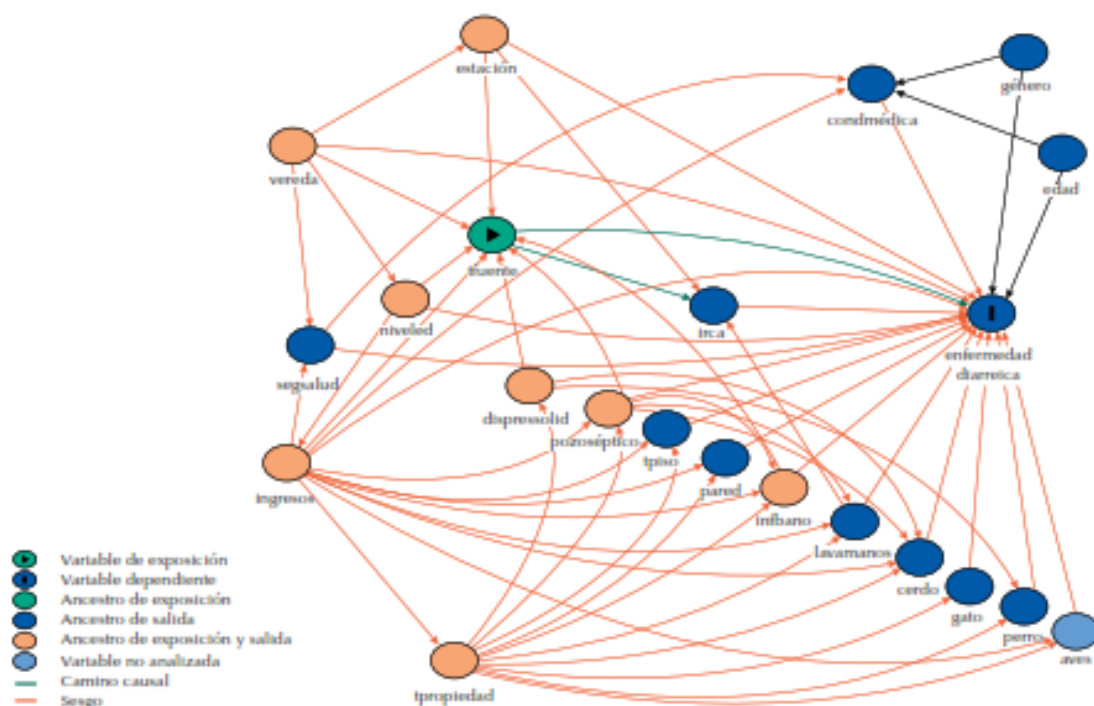 estación
género
condmédica
edad
vereda
fuente
niveled
irca
segsalud
enfermedad
diarreica
dispressolid
pozoséptico
tpiso
pared
ingresos
infbano
lavamanos
cerdo
gato
perro
aves
tpropiedad
Variable de exposición
Variable dependiente
Ancestro de exposición
Ancestro de salida
Ancestro de exposición y salida
Variable no analizada
Camino causal
Sesgo